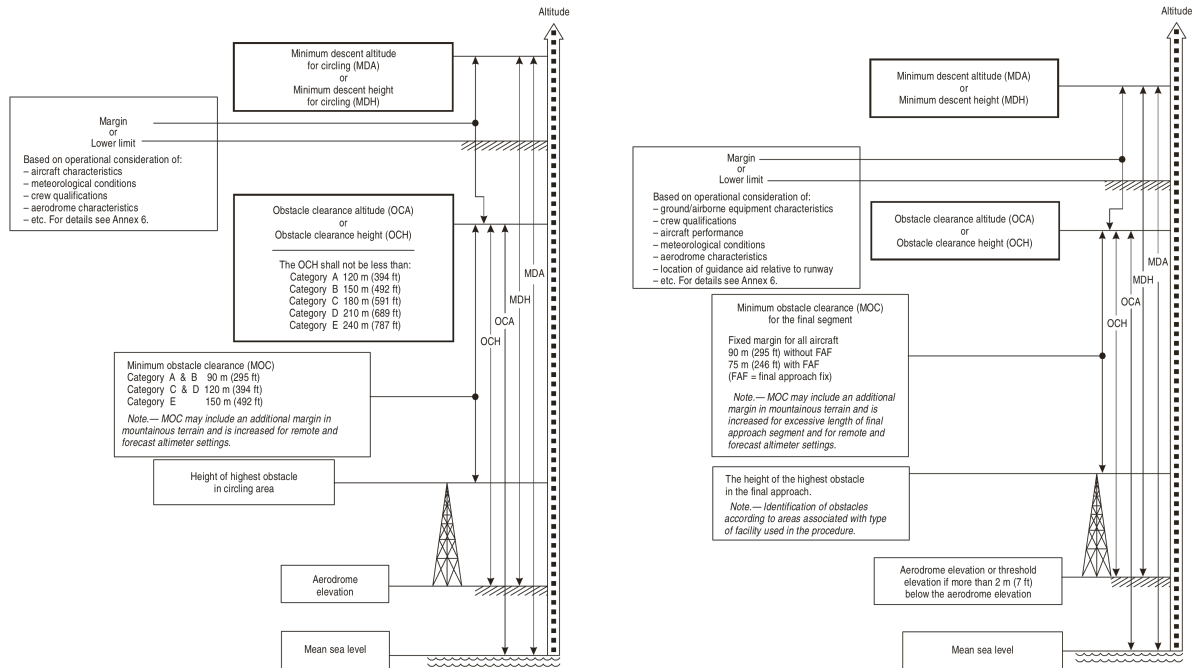 Altitude
Minimum descent altitude
for circling (MDA)
or
Minimum descent height
for circling (MDH)
Margin
or
Lower limit
Based on operational consideration of:
– aircraft characteristics
– meteorological conditions
– crew qualifications
– aerodrome characteristics
– etc. For details see Annex 6.
Obstacle clearance altitude (OCA)
or
Obstacle clearance height (OCH)
The OCH shall not be less than:
Category A 120 m (394 ft)
Category B 150 m (492 ft)
Category C 180 m (591 ft)
Category D 210 m (689 ft)
Category E 240 m (787 ft)
MDA
MDH
OCA
OCH
Minimum obstacle clearance (MOC)
Category A & B 90 m (295 ft)
Category C & D 120 m (394 ft)
Category E 150 m (492 ft)
Note.— MOC may include an additional margin in
mountainous terrain and is increased for remote and
forecast altimeter settings.
Height of highest obstacle
in circling area
Aerodrome
elevation
Mean sea level
Altitude
Minimum descent altitude (MDA)
or
Minimum descent height (MDH)
Margin
or
Lower limit
Based on operational consideration of:
– ground/airborne equipment characteristics
– crew qualifications
– aircraft performance
– meteorological conditions
– aerodrome characteristics
– location of guidance aid relative to runway
– etc. For details see Annex 6.
Obstacle clearance altitude (OCA)
or
Obstacle clearance height (OCH)
MDA
MDH
OCA
OCH
Minimum obstacle clearance (MOC)
for the final segment
Fixed margin for all aircraft
90 m (295 ft) without FAF
75 m (246 ft) with FAF
(FAF = final approach fix)
Note.— MOC may include an additional
margin in mountainous terrain and is
increased for excessive length of final
approach segment and for remote and
forecast altimeter settings.
The height of the highest obstacle
in the final approach.
Note.— Identification of obstacles
according to areas associated with type
of facility used in the procedure.
Aerodrome elevation or threshold
elevation if more than 2 m (7 ft)
below the aerodrome elevation
Mean sea level